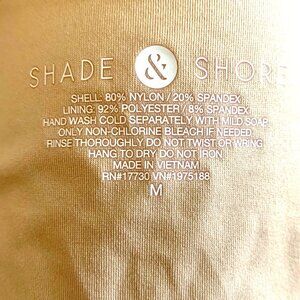 SHADE & SHORE
SHELL: 80% NYLON / 20% SPANDEX
LINING: 92% POLYESTER / 8% SPANDEX
HAND WASH COLD SEPARATELY WITH MILD SOAP
ONLY NON-CHLORINE BLEACH IF NEEDED
RINSE THOROUGHLY DO NOT TWIST OR WRING
HANG TO DRY DO NOT IRON
MADE IN VIETNAM
RN#17730 VN#1975188
M